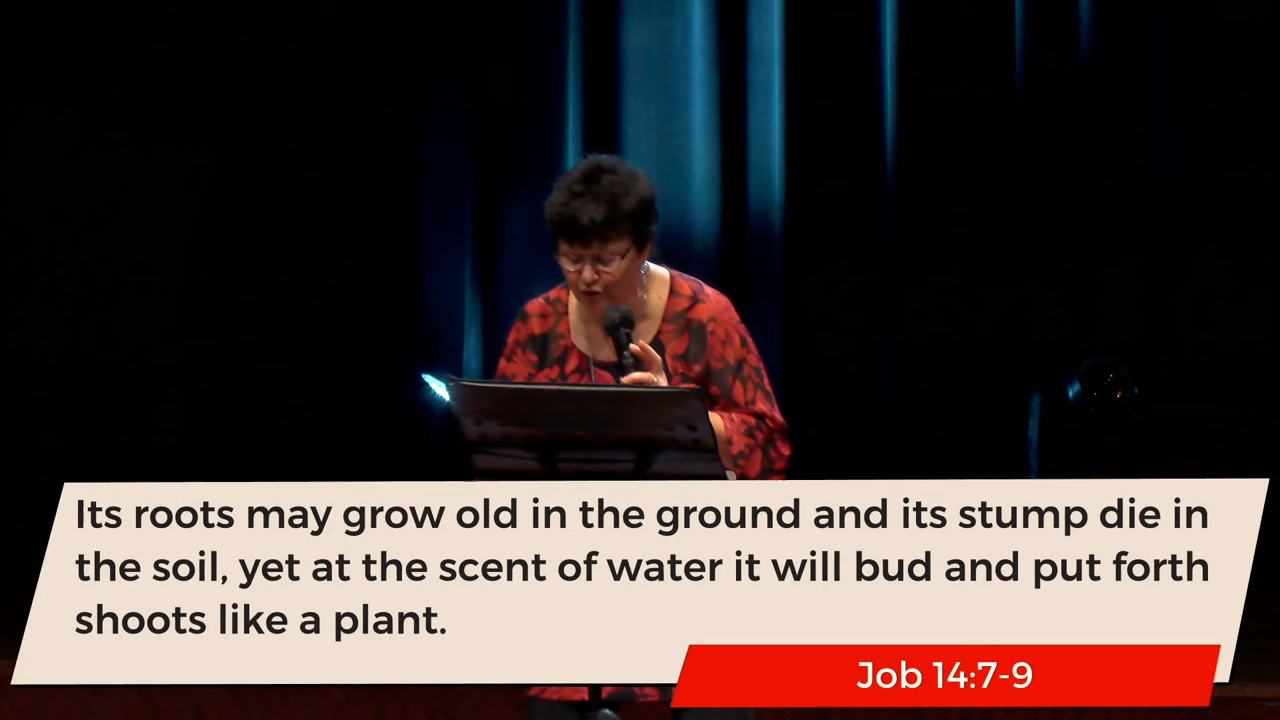 Its roots may grow old in the ground and its stump die in
the soil, yet at the scent of water it will bud and put forth
shoots like a plant.
Job 14:7-9